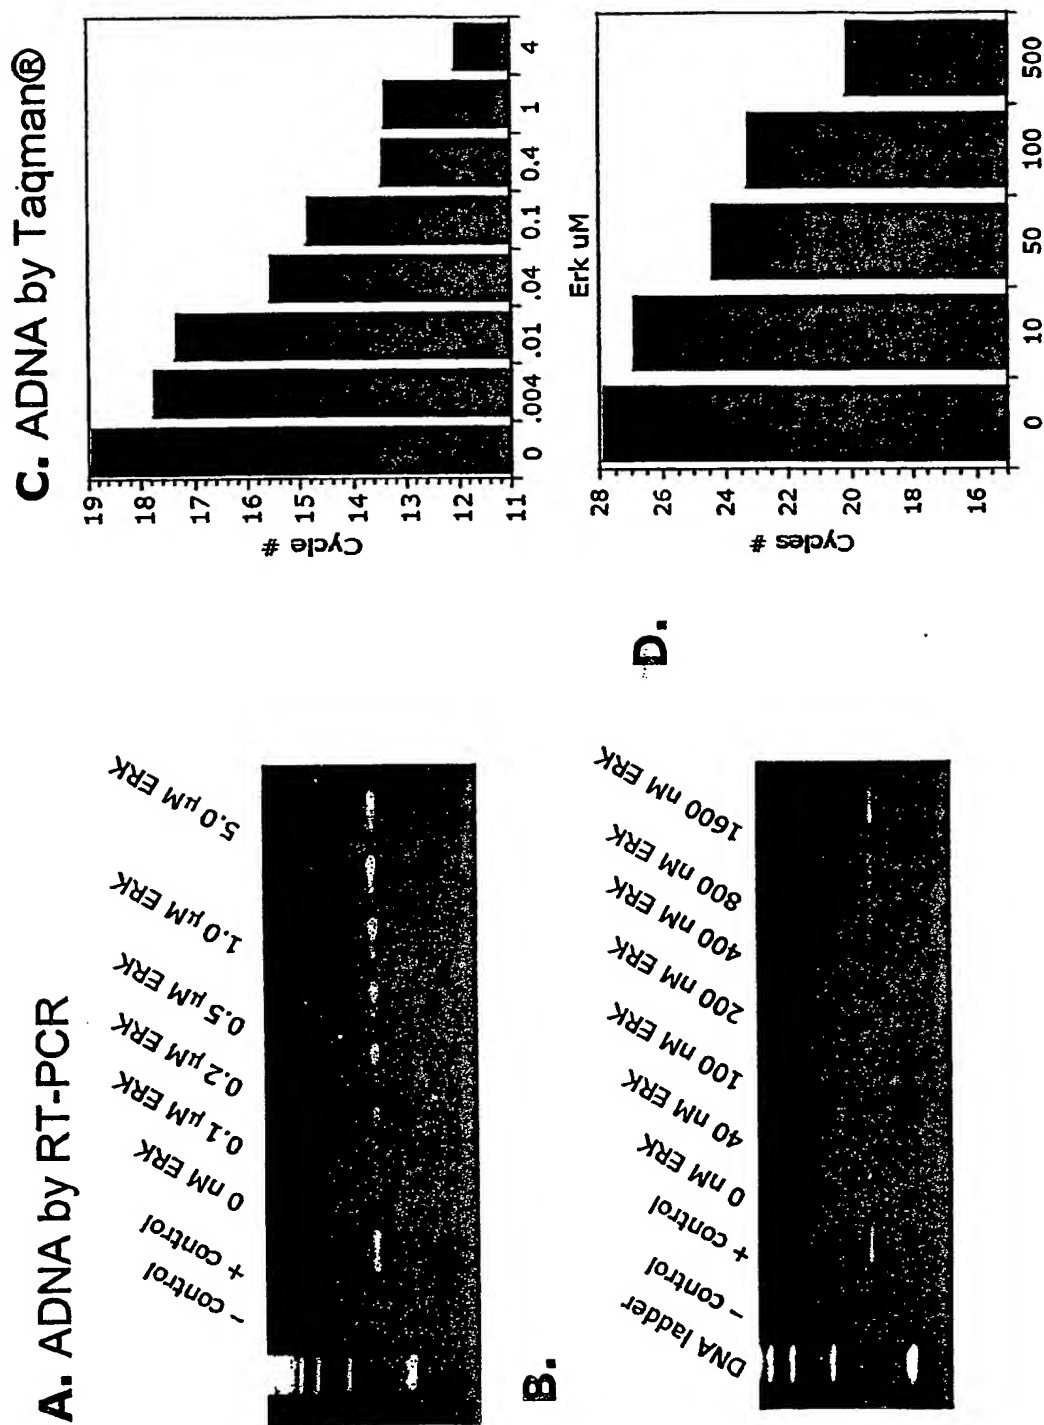 A. ADNA by RT-PCR
– control
+ control
0 nM ERK
0.1 µM ERK
0.2 µM ERK
0.5 µM ERK
1.0 µM ERK
5.0 µM ERK
B.
DNA ladder
– control
+ control
0 nM ERK
40 nM ERK
100 nM ERK
200 nM ERK
400 nM ERK
800 nM ERK
1600 nM ERK
C. ADNA by Taqman®
Cycle #
19
18
17
16
15
14
13
12
11
0 .004 .01 .04 0.1 0.4 1 4
Erk uM
D.
Cycles #
28
26
24
22
20
18
16
0 10 50 100 500